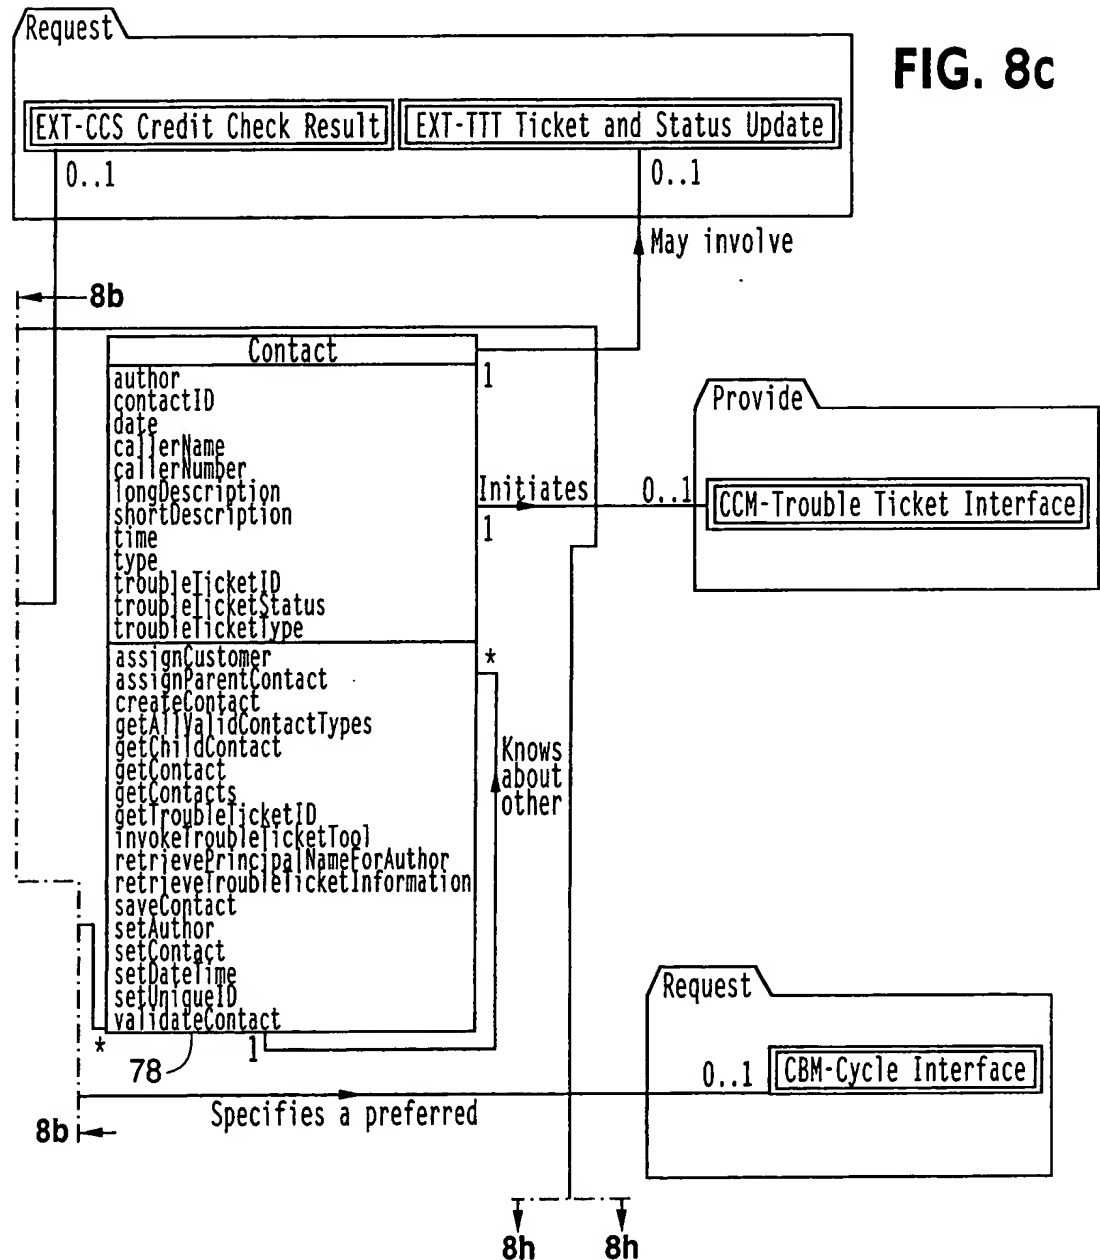 Request
FIG. 8c
EXT-CCS Credit Check Result
EXT-TTT Ticket and Status Update
0..1
0..1
May involve
8b
Contact
1
author
contactID
date
callerName
callerNumber
longDescription
shortDescription
time
type
troubleTicketID
troubleTicketStatus
troubleTicketType
Provide
Initiates
0..1
CCM-Trouble Ticket Interface
1
*
assignCustomer
assignParentContact
createContact
getAllValidContactTypes
getChildContact
getContact
getContacts
getTroubleTicketID
invokeTroubleTicketTool
retrievePrincipalNameForAuthor
retrieveTroubleTicketInformation
saveContact
setAuthor
setContact
setDateTime
setUniqueID
validateContact
Knows
about
other
*
1
78
Request
0..1
CBM-Cycle Interface
Specifies a preferred
8b
8h
8h